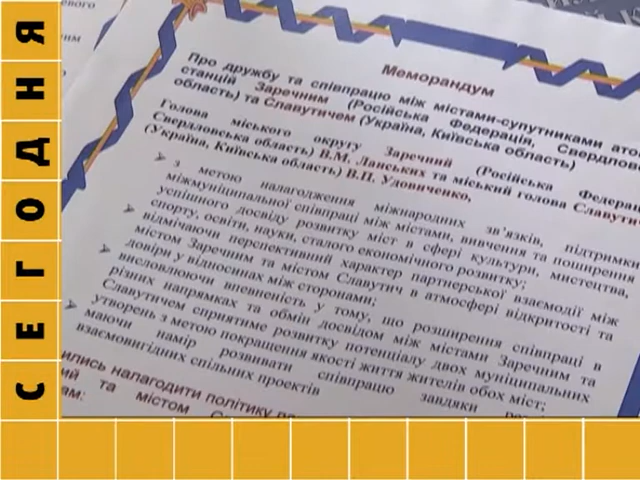 СЕГОДНЯ
Меморандум
Про дружбу та співпрацю між містами-супутниками
станцій Заречним (Російська Федерація,
область) та Славутичем (Україна, Київська область)
Голова міського округу Заречний (Російська
Свердловська область) В.М. Ланських та міський голова
(Україна, Київська область) В.П. Удовиченко,
➢ з метою налагодження міжнародних зв’язків, підтримки
міжмуніципальної співпраці між містами, вивчення та поширення
успішного досвіду розвитку міст в сфері культури, мистецтва,
спорту, освіти, науки, сталого економічного розвитку;
➢ відмічаючи перспективний характер партнерської взаємодії між
містом Заречним та містом Славутич в атмосфері відкритості та
довіри у відносинах між сторонами;
➢ висловлюючи впевненість у тому, що розширення співпраці в
різних напрямках та обмін досвідом між містами Заречним та
Славутичем сприятиме розвитку потенціалу двох муніципальних
утворень з метою покращення якості життя жителів обох міст;
➢ маючи намір розвивати співпрацю завдяки
взаємовигідних спільних проектів
налагодити політику
та містом